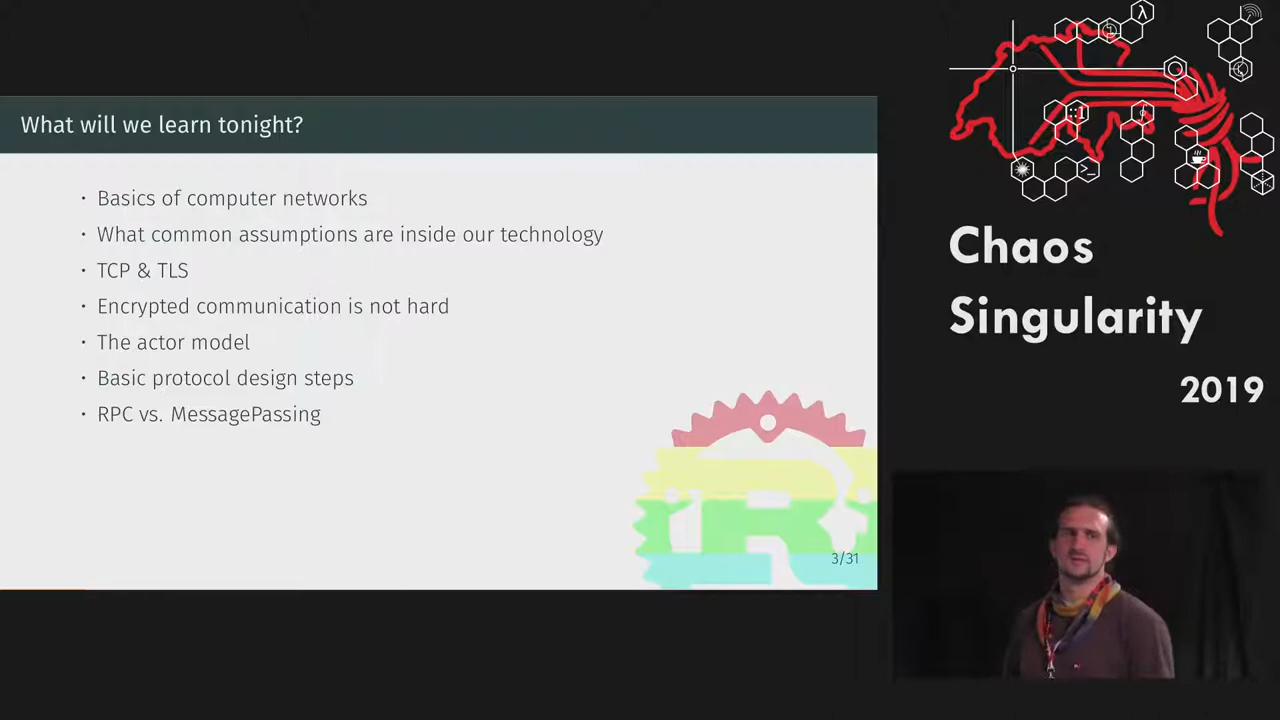 What will we learn tonight?
· Basics of computer networks
· What common assumptions are inside our technology
· TCP & TLS
· Encrypted communication is not hard
· The actor model
· Basic protocol design steps
· RPC vs. MessagePassing
3/31
λ
:::1
>_
Chaos
Singularity
2019